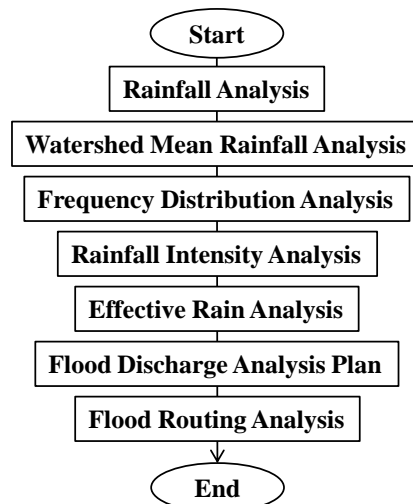 Start
Rainfall Analysis
Watershed Mean Rainfall Analysis
Frequency Distribution Analysis
Rainfall Intensity Analysis
Effective Rain Analysis
Flood Discharge Analysis Plan
Flood Routing Analysis
End